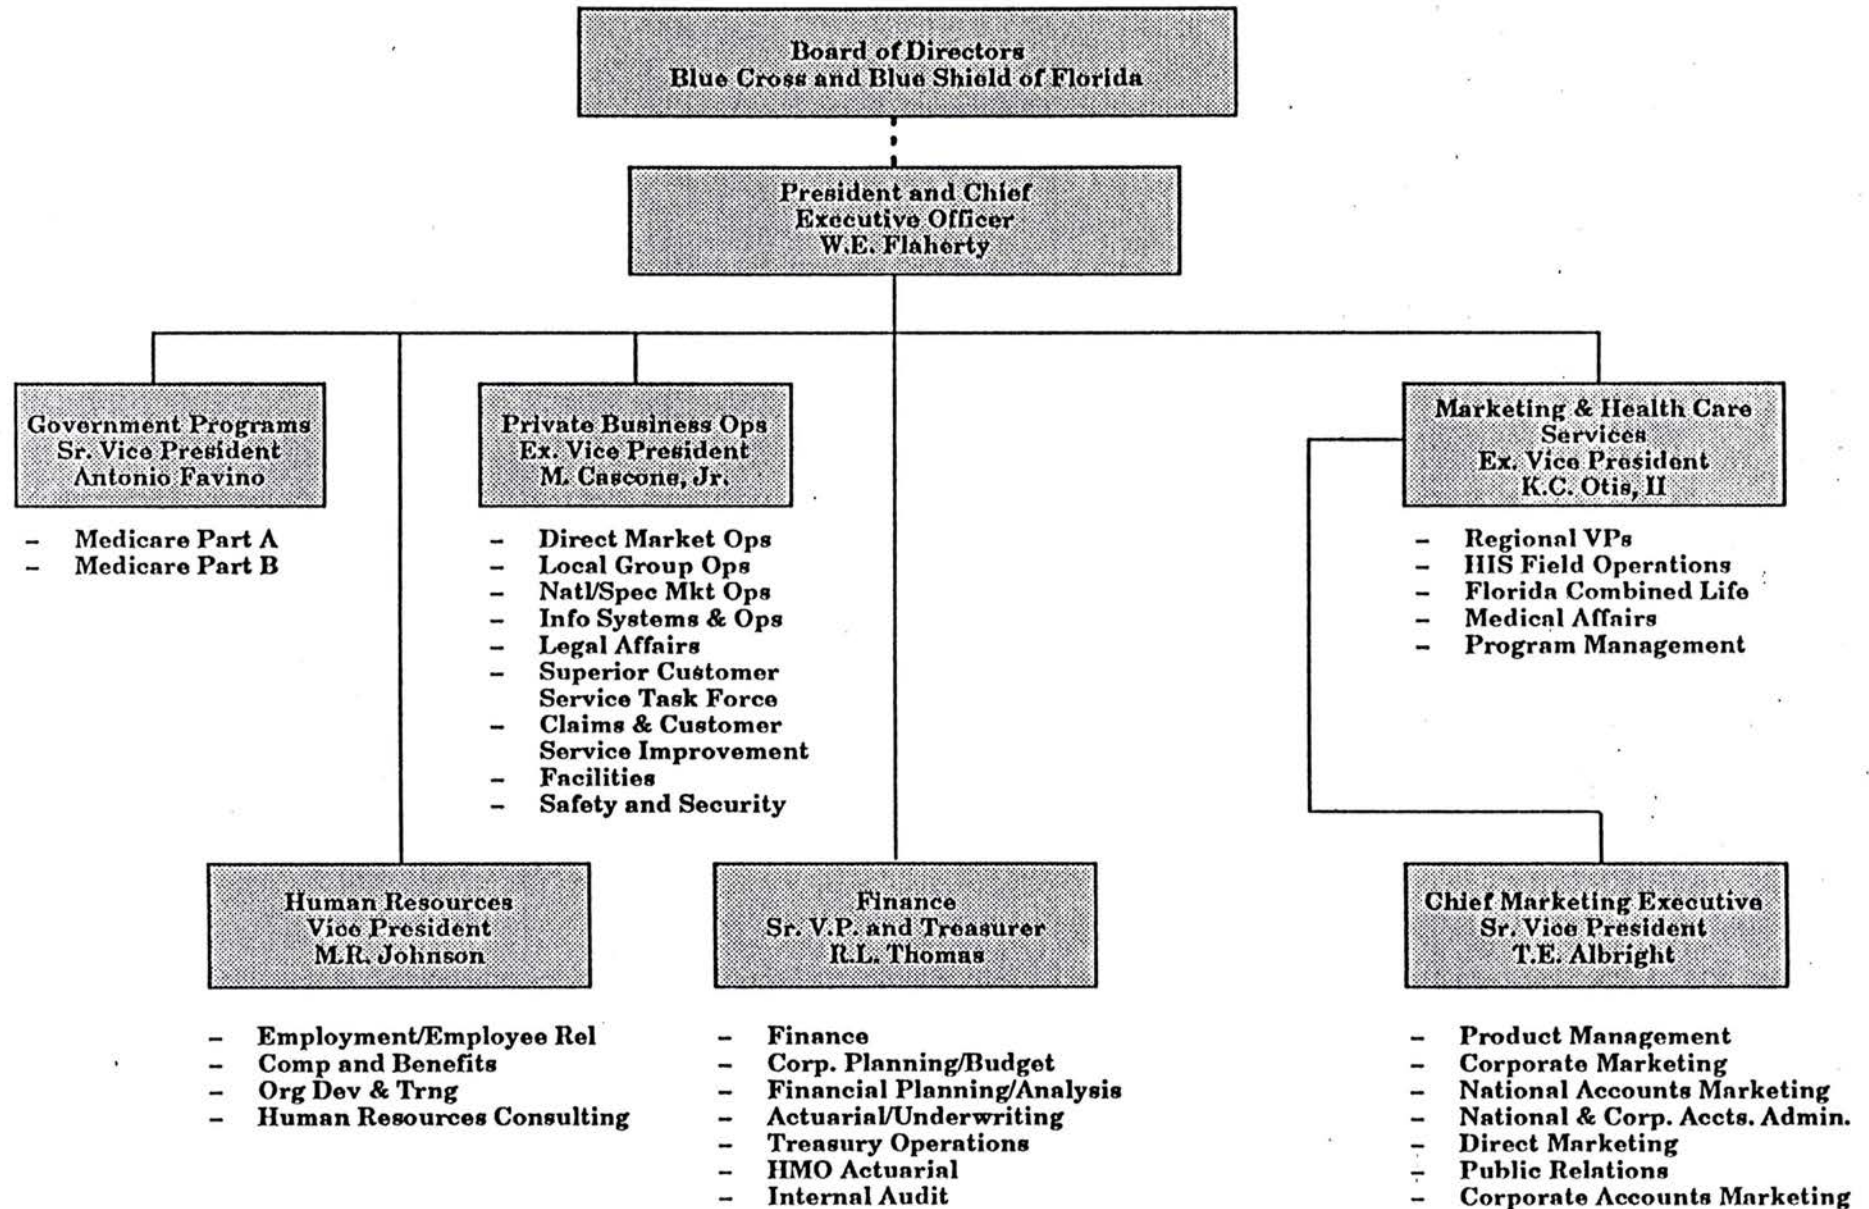 Board of Directors
Blue Cross and Blue Shield of Florida
President and Chief
Executive Officer
W.E. Flaherty
Government Programs
Sr. Vice President
Antonio Favino
- Medicare Part A
- Medicare Part B
Private Business Ops
Ex. Vice President
M. Cascone, Jr.
- Direct Market Ops
- Local Group Ops
- Natl/Spec Mkt Ops
- Info Systems & Ops
- Legal Affairs
- Superior Customer
Service Task Force
- Claims & Customer
Service Improvement
- Facilities
- Safety and Security
Marketing & Health Care
Services
Ex. Vice President
K.C. Otis, II
- Regional VPs
- HIS Field Operations
- Florida Combined Life
- Medical Affairs
- Program Management
Human Resources
Vice President
M.R. Johnson
- Employment/Employee Rel
- Comp and Benefits
- Org Dev & Trng
- Human Resources Consulting
Finance
Sr. V.P. and Treasurer
R.L. Thomas
- Finance
- Corp. Planning/Budget
- Financial Planning/Analysis
- Actuarial/Underwriting
- Treasury Operations
- HMO Actuarial
- Internal Audit
Chief Marketing Executive
Sr. Vice President
T.E. Albright
- Product Management
- Corporate Marketing
- National Accounts Marketing
- National & Corp. Accts. Admin.
- Direct Marketing
- Public Relations
- Corporate Accounts Marketing